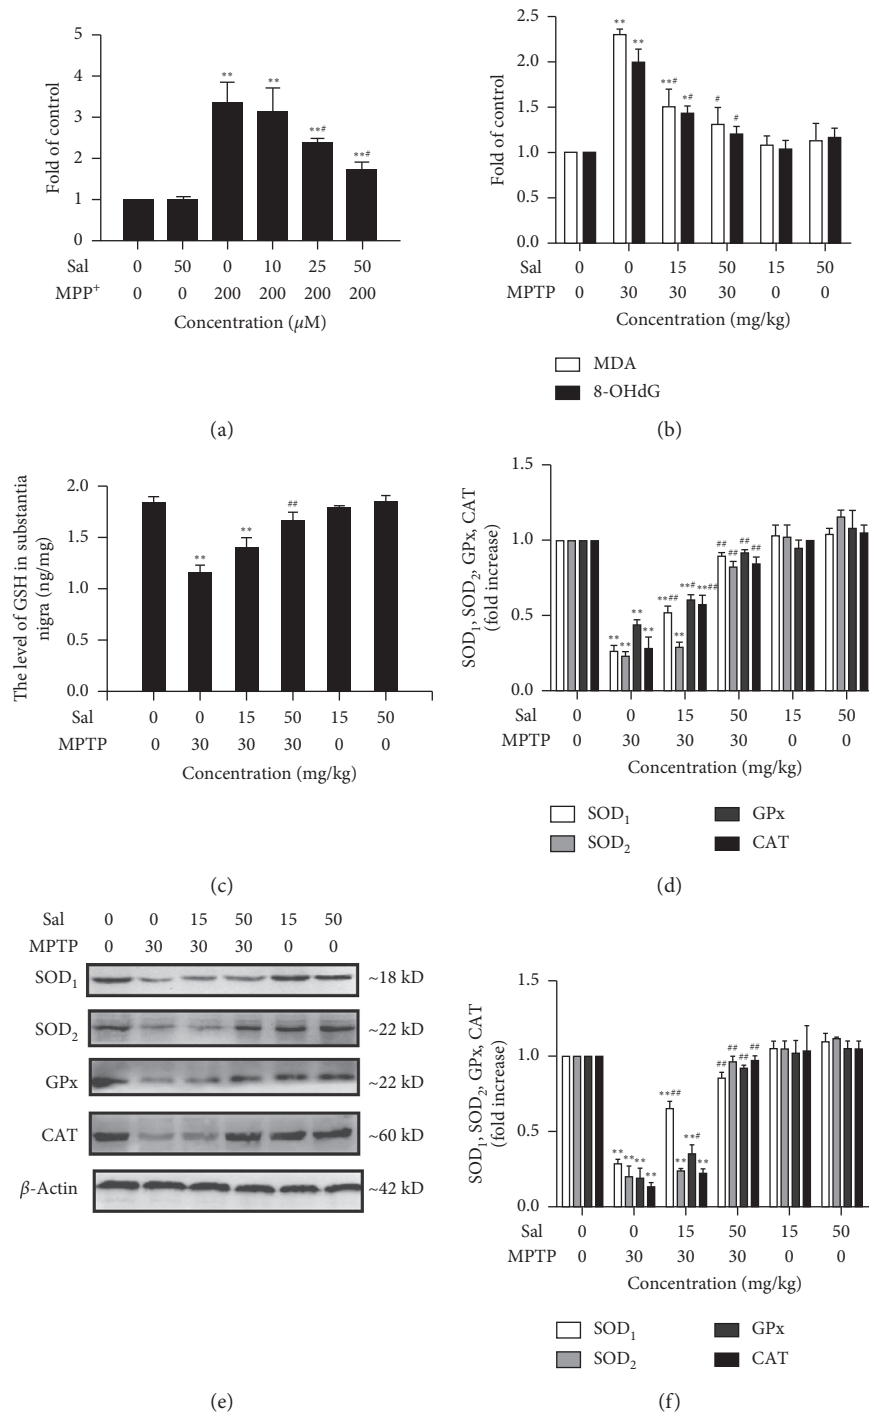 5
4
3
2
1
0
Fold of control
** ** **# **#
Sal 0 50 0 10 25 50
MPP+ 0 0 200 200 200 200
Concentration (µM)
(a)
2.5
2.0
1.5
1.0
0.5
0.0
Fold of control
** ** **# *# # #
Sal 0 0 15 50 15 50
MPTP 0 30 30 30 0 0
Concentration (mg/kg)
MDA
8-OHdG
(b)
2.0
1.5
1.0
0.5
0.0
The level of GSH in substantia
nigra (ng/mg)
** ** ##
Sal 0 0 15 50 15 50
MPTP 0 30 30 30 0 0
Concentration (mg/kg)
(c)
1.5
1.0
0.5
0.0
SOD1, SOD2, GPx, CAT
(fold increase)
** ** ** ** **## ** **# **## ## ## ## ##
Sal 0 0 15 50 15 50
MPTP 0 30 30 30 0 0
Concentration (mg/kg)
SOD1 GPx
SOD2 CAT
(d)
Sal 0 0 15 50 15 50
MPTP 0 30 30 30 0 0
SOD1 ~18 kD
SOD2 ~22 kD
GPx ~22 kD
CAT ~60 kD
β-Actin ~42 kD
(e)
1.5
1.0
0.5
0.0
SOD1, SOD2, GPx, CAT
(fold increase)
** ** ** ** **## ** **# ** ## ## ## ##
Sal 0 0 15 50 15 50
MPTP 0 30 30 30 0 0
Concentration (mg/kg)
SOD1 GPx
SOD2 CAT
(f)